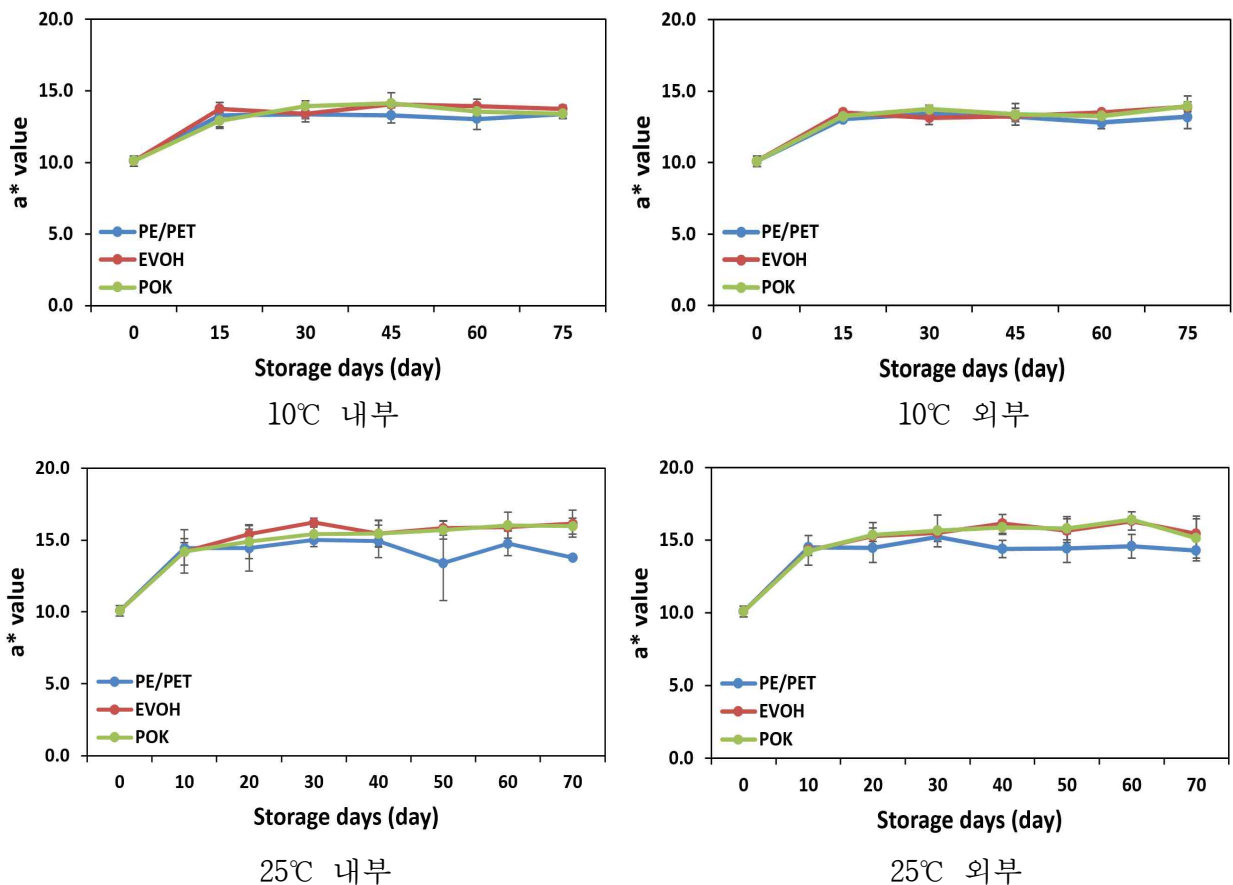 20.0
15.0
10.0
5.0
0.0
a* value
PE/PET
EVOH
POK
0 15 30 45 60 75
Storage days (day)
10℃ 내부
20.0
15.0
10.0
5.0
0.0
a* value
PE/PET
EVOH
POK
0 15 30 45 60 75
Storage days (day)
10℃ 외부
20.0
15.0
10.0
5.0
0.0
a* value
PE/PET
EVOH
POK
0 10 20 30 40 50 60 70
Storage days (day)
25℃ 내부
20.0
15.0
10.0
5.0
0.0
a* value
PE/PET
EVOH
POK
0 10 20 30 40 50 60 70
Storage days (day)
25℃ 외부